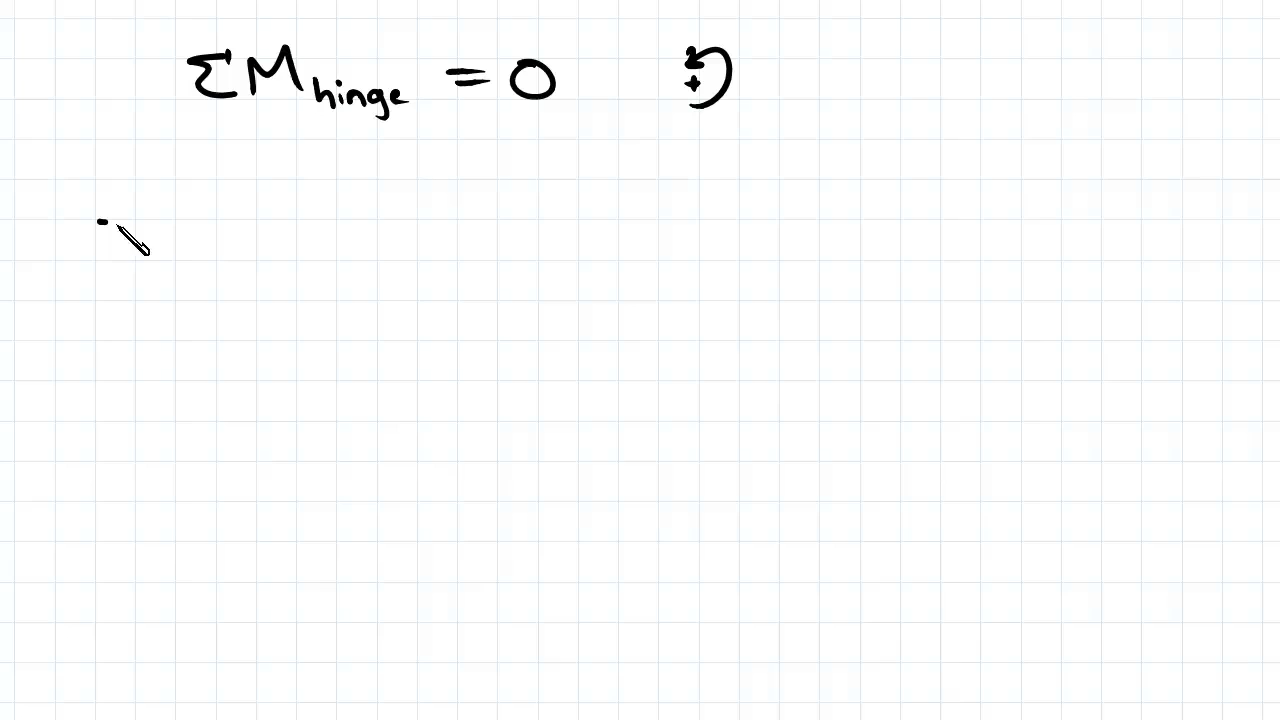 ΣM_hinge = 0 ↺ +
-